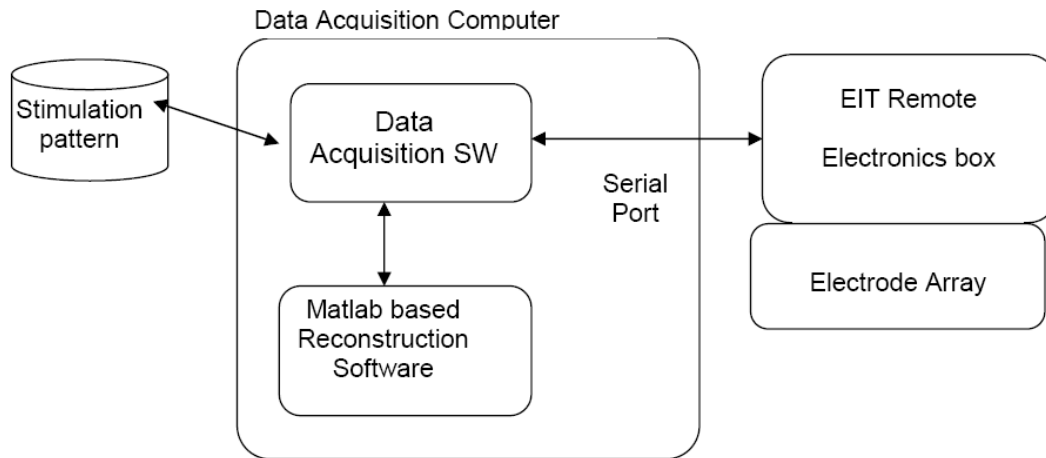 Data Acquisition Computer
Stimulation
pattern
Data
Acquisition SW
Serial
Port
Matlab based
Reconstruction
Software
EIT Remote
Electronics box
Electrode Array